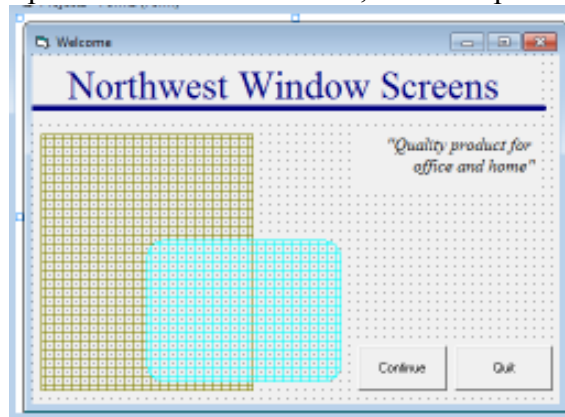 Welcome
Northwest Window Screens
"Quality product for
office and home"
Continue
Quit